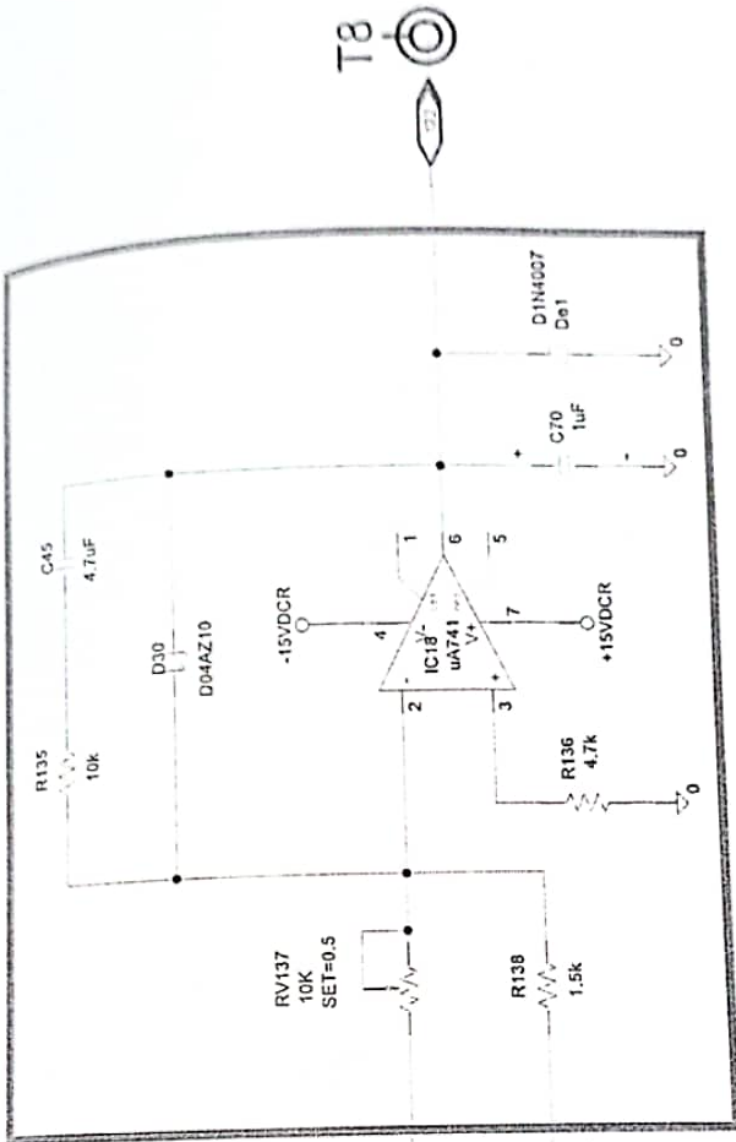 T8
R135
10k
C45
4.7uF
D30
D04AZ10
RV137
10K
SET=0.5
R138
1.5k
2
3
-
+
-15VDCR
4
V-
IC18
uA741
V+
7
+15VDCR
1
6
5
R136
4.7k
0
+
C70
1uF
-
0
D1N4007
De1
0